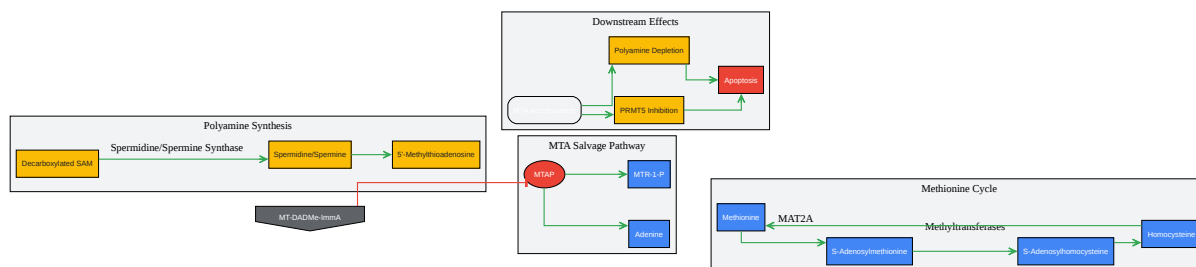 Downstream Effects
Polyamine Depletion
Apoptosis
PRMT5 Inhibition
Polyamine Synthesis
Spermidine/Spermine Synthase
Decarboxylated SAM
Spermidine/Spermine
5'-Methylthioadenosine
MT-DADMe-ImmA
MTA Salvage Pathway
MTAP
MTR-1-P
Adenine
Methionine Cycle
Methionine
MAT2A
Methyltransferases
Homocysteine
S-Adenosylmethionine
S-Adenosylhomocysteine